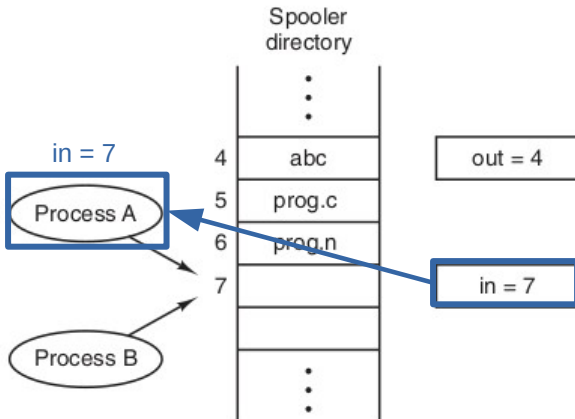 Spooler
directory
in = 7
4
abc
out = 4
Process A
5
prog.c
6
prog.n
7
in = 7
Process B